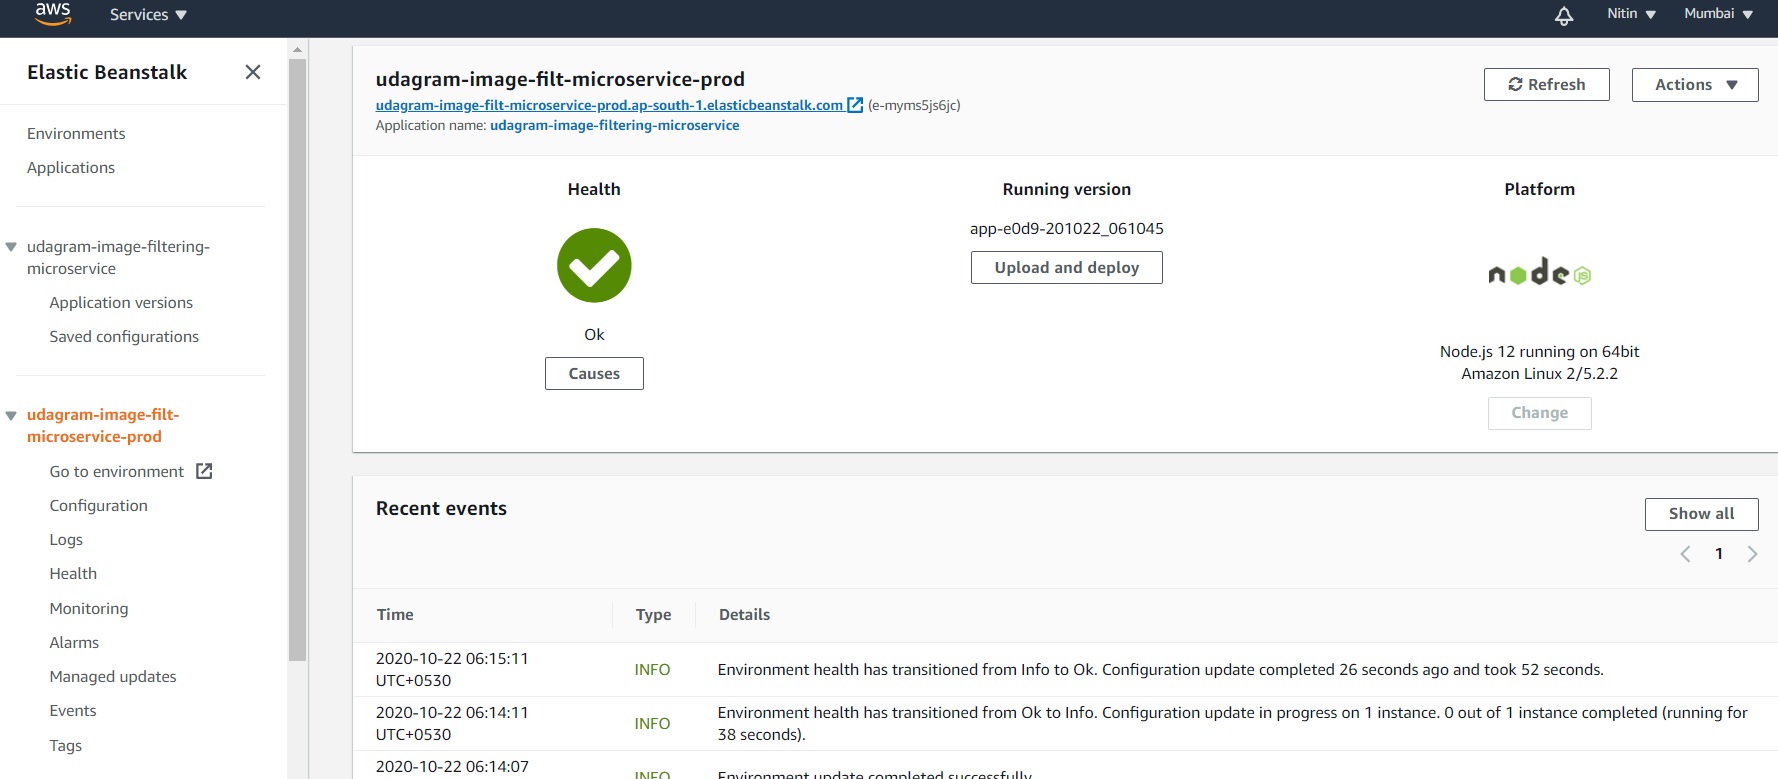 aws
Services
Nitin
Mumbai
Elastic Beanstalk
Environments
Applications
udagram-image-filtering-
microservice
Application versions
Saved configurations
udagram-image-filt-
microservice-prod
Go to environment
Configuration
Logs
Health
Monitoring
Alarms
Managed updates
Events
Tags
udagram-image-filt-microservice-prod
udagram-image-filt-microservice-prod.ap-south-1.elasticbeanstalk.com (e-myms5js6jc)
Application name: udagram-image-filtering-microservice
Refresh
Actions
Health
Ok
Causes
Running version
app-e0d9-201022_061045
Upload and deploy
Platform
node JS
Node.js 12 running on 64bit
Amazon Linux 2/5.2.2
Change
Recent events
Show all
1
Time Type Details
2020-10-22 06:15:11
UTC+0530
INFO
Environment health has transitioned from Info to Ok. Configuration update completed 26 seconds ago and took 52 seconds.
2020-10-22 06:14:11
UTC+0530
INFO
Environment health has transitioned from Ok to Info. Configuration update in progress on 1 instance. 0 out of 1 instance completed (running for
38 seconds).
2020-10-22 06:14:07
INFO
Environment update completed successfully.